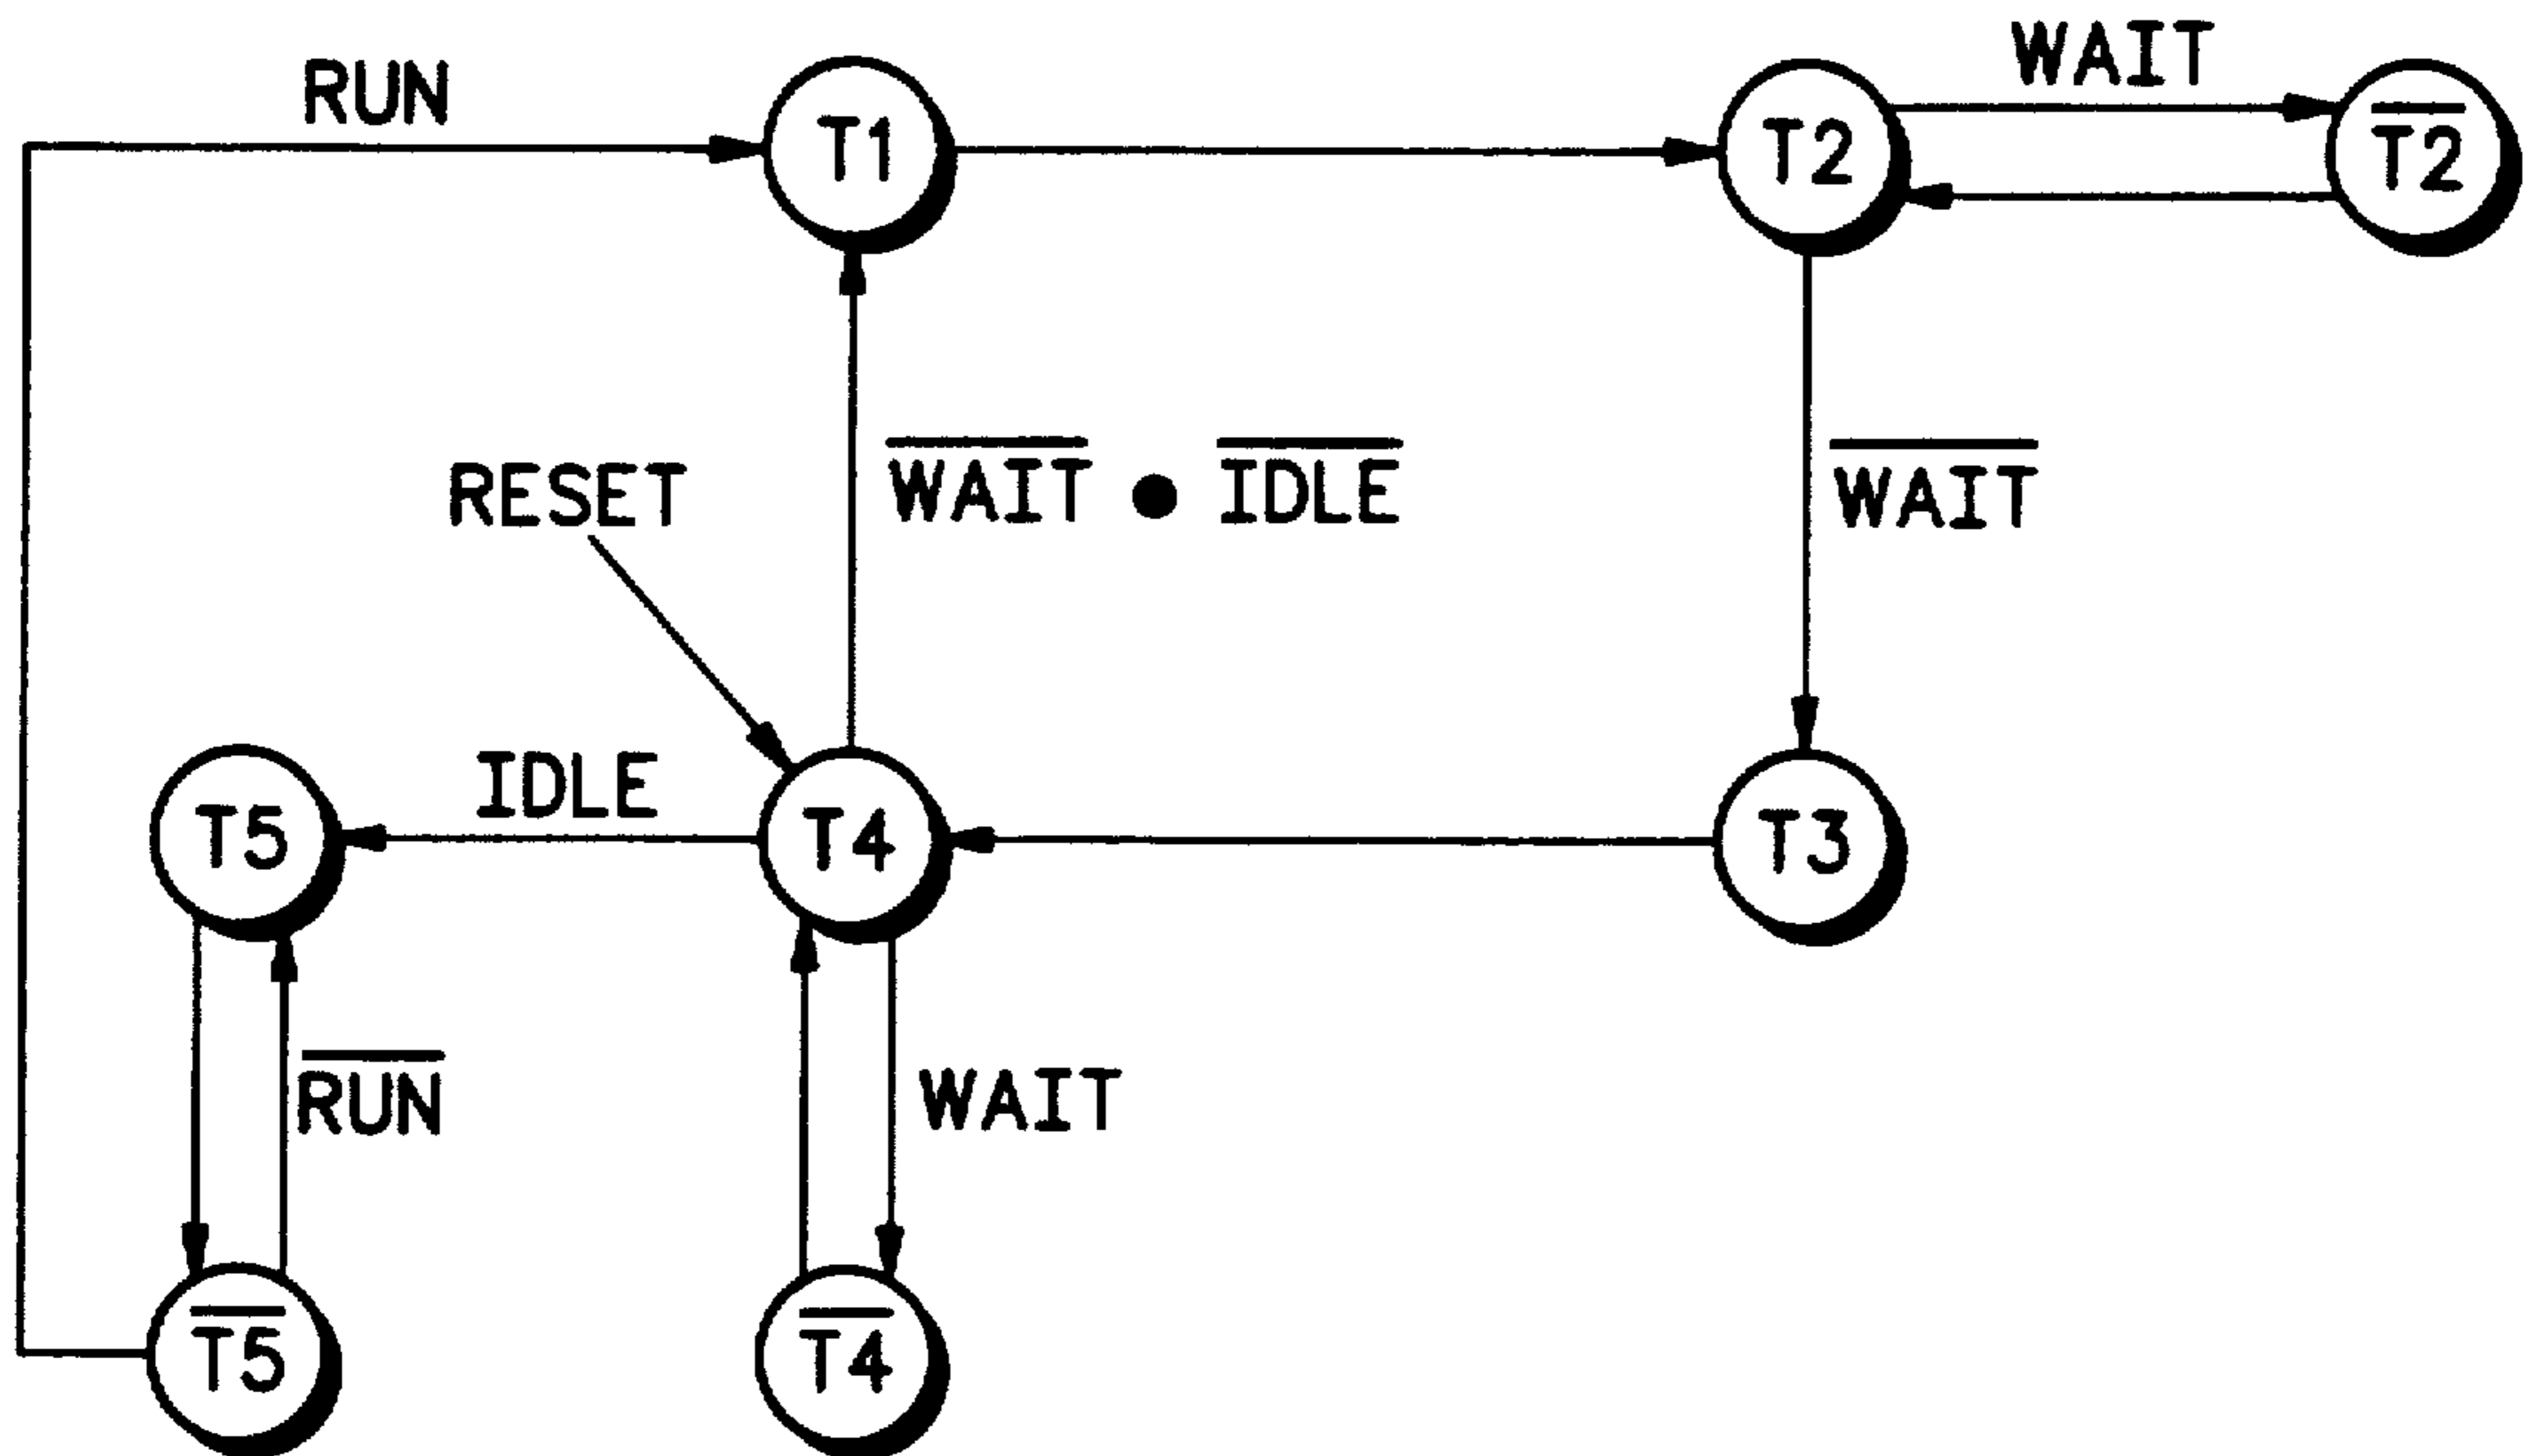 WAIT
RUN
T1
T2
T̅2̅
W̅A̅I̅T̅ ● I̅D̅L̅E̅
W̅A̅I̅T̅
RESET
IDLE
T5
T4
T3
R̅U̅N̅
WAIT
T̅5̅
T̅4̅